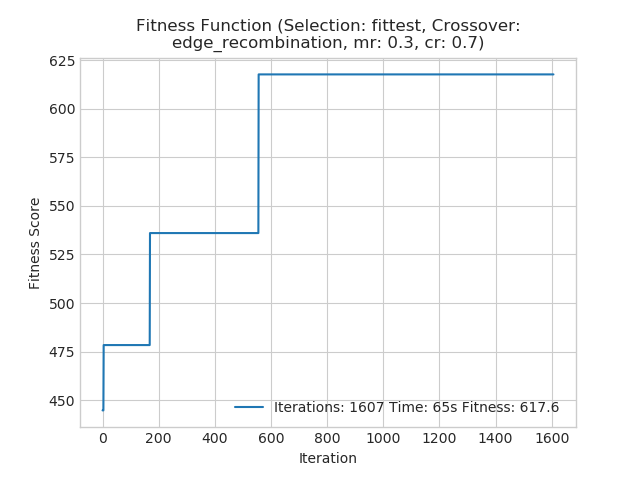 Fitness Function (Selection: fittest, Crossover:
edge_recombination, mr: 0.3, cr: 0.7)
625
600
575
550
525
500
475
450
Fitness Score
Iterations: 1607 Time: 65s Fitness: 617.6
0 200 400 600 800 1000 1200 1400 1600
Iteration